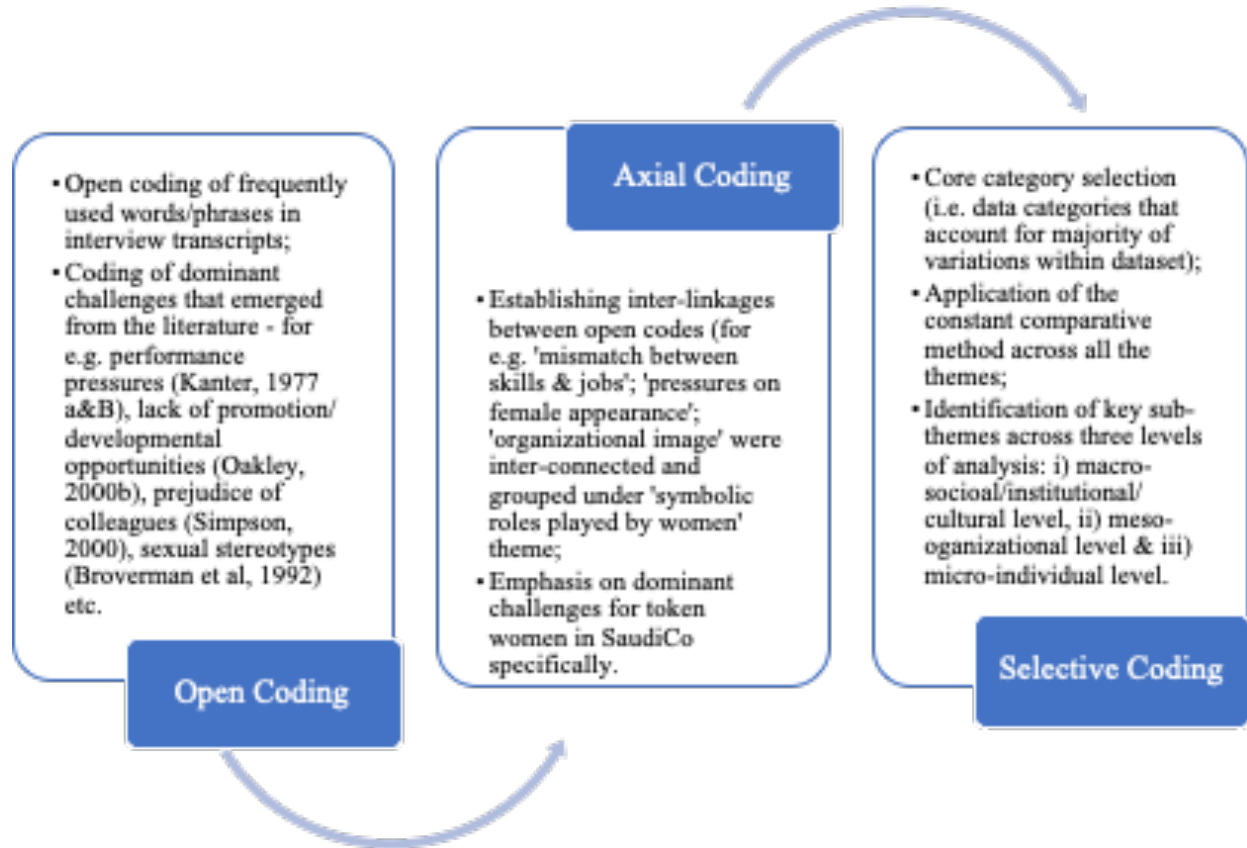 • Open coding of frequently
used words/phrases in
interview transcripts;
• Coding of dominant
challenges that emerged
from the literature - for
e.g. performance
pressures (Kanter, 1977
a&B), lack of promotion/
developmental
opportunities (Oakley,
2000b), prejudice of
colleagues (Simpson,
2000), sexual stereotypes
(Broverman et al, 1992)
etc.
Open Coding
Axial Coding
• Establishing inter-linkages
between open codes (for
e.g. 'mismatch between
skills & jobs'; 'pressures on
female appearance';
'organizational image' were
inter-connected and
grouped under 'symbolic
roles played by women'
theme;
• Emphasis on dominant
challenges for token
women in SaudiCo
specifically.
• Core category selection
(i.e. data categories that
account for majority of
variations within dataset);
• Application of the
constant comparative
method across all the
themes;
• Identification of key sub-
themes across three levels
of analysis: i) macro-
socioal/institutional/
cultural level, ii) meso-
oganizational level & iii)
micro-individual level.
Selective Coding